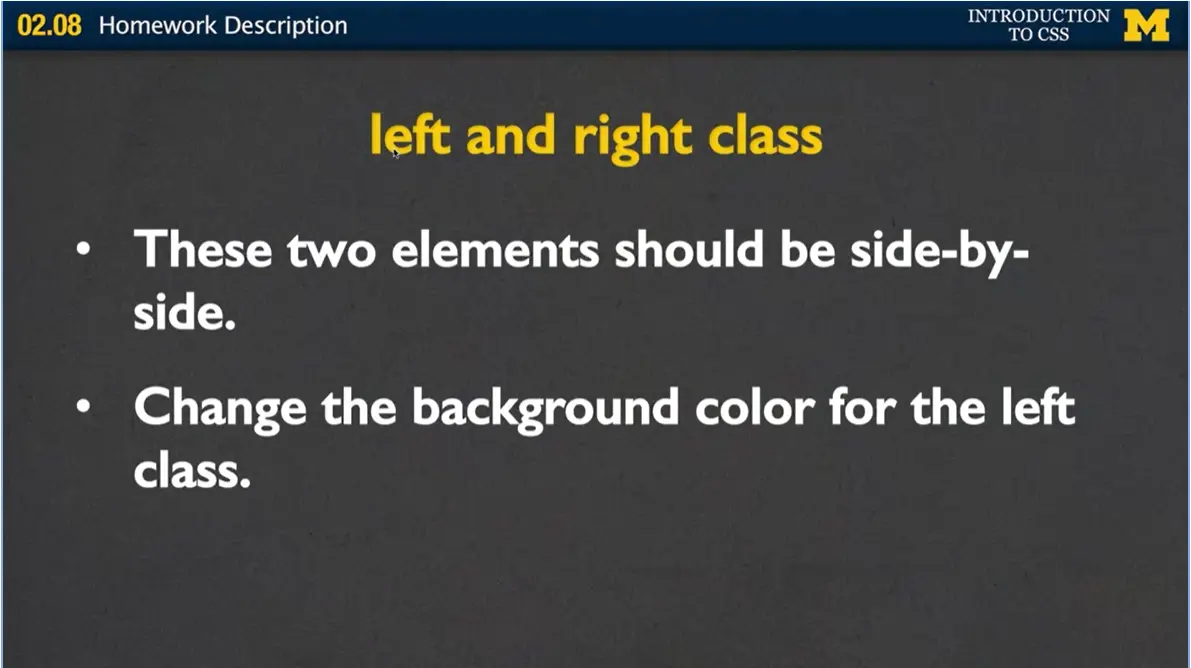 02.08 Homework Description
INTRODUCTION
TO CSS
M
left and right class
• These two elements should be side-by-
side.
• Change the background color for the left
class.